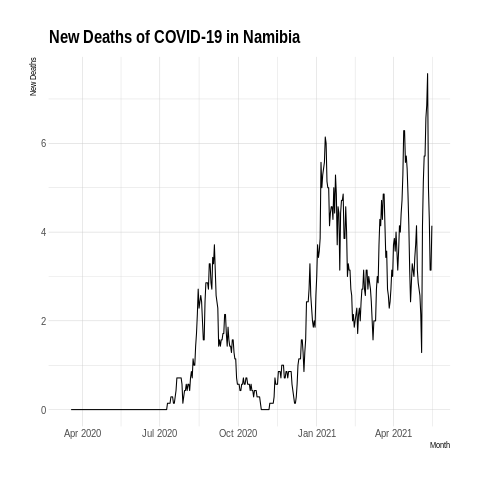 New Deaths of COVID-19 in Namibia
New Deaths
6
4
2
0
Apr 2020 Jul 2020 Oct 2020 Jan 2021 Apr 2021
Month